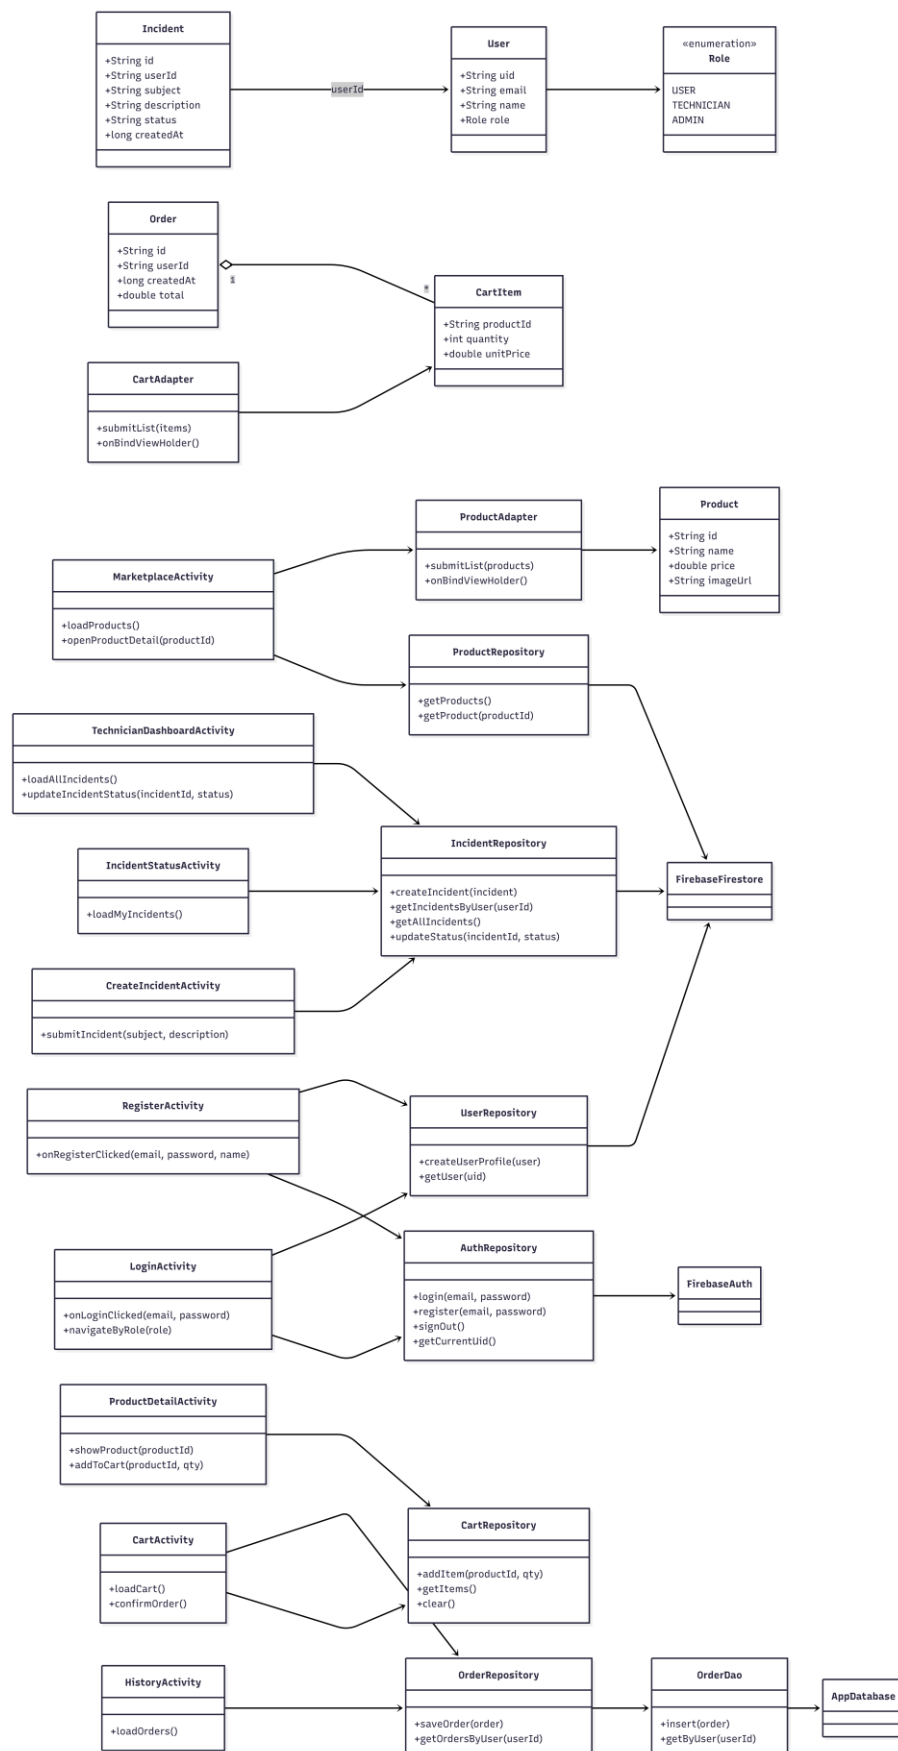 Incident
+String id
+String userId
+String subject
+String description
+String status
+long createdAt
userId
User
+String uid
+String email
+String name
+Role role
«enumeration»
Role
USER
TECHNICIAN
ADMIN
Order
+String id
+String userId
+long createdAt
+double total
1
*
CartItem
+String productId
+int quantity
+double unitPrice
CartAdapter
+submitList(items)
+onBindViewHolder()
ProductAdapter
+submitList(products)
+onBindViewHolder()
Product
+String id
+String name
+double price
+String imageUrl
MarketplaceActivity
+loadProducts()
+openProductDetail(productId)
ProductRepository
+getProducts()
+getProduct(productId)
TechnicianDashboardActivity
+loadAllIncidents()
+updateIncidentStatus(incidentId, status)
IncidentRepository
+createIncident(incident)
+getIncidentsByUser(userId)
+getAllIncidents()
+updateStatus(incidentId, status)
IncidentStatusActivity
+loadMyIncidents()
FirebaseFirestore
CreateIncidentActivity
+submitIncident(subject, description)
RegisterActivity
+onRegisterClicked(email, password, name)
UserRepository
+createUserProfile(user)
+getUser(uid)
LoginActivity
+onLoginClicked(email, password)
+navigateByRole(role)
AuthRepository
+login(email, password)
+register(email, password)
+signOut()
+getCurrentUid()
FirebaseAuth
ProductDetailActivity
+showProduct(productId)
+addToCart(productId, qty)
CartActivity
+loadCart()
+confirmOrder()
CartRepository
+addItem(productId, qty)
+getItems()
+clear()
HistoryActivity
+loadOrders()
OrderRepository
+saveOrder(order)
+getOrdersByUser(userId)
OrderDao
+insert(order)
+getByUser(userId)
AppDatabase